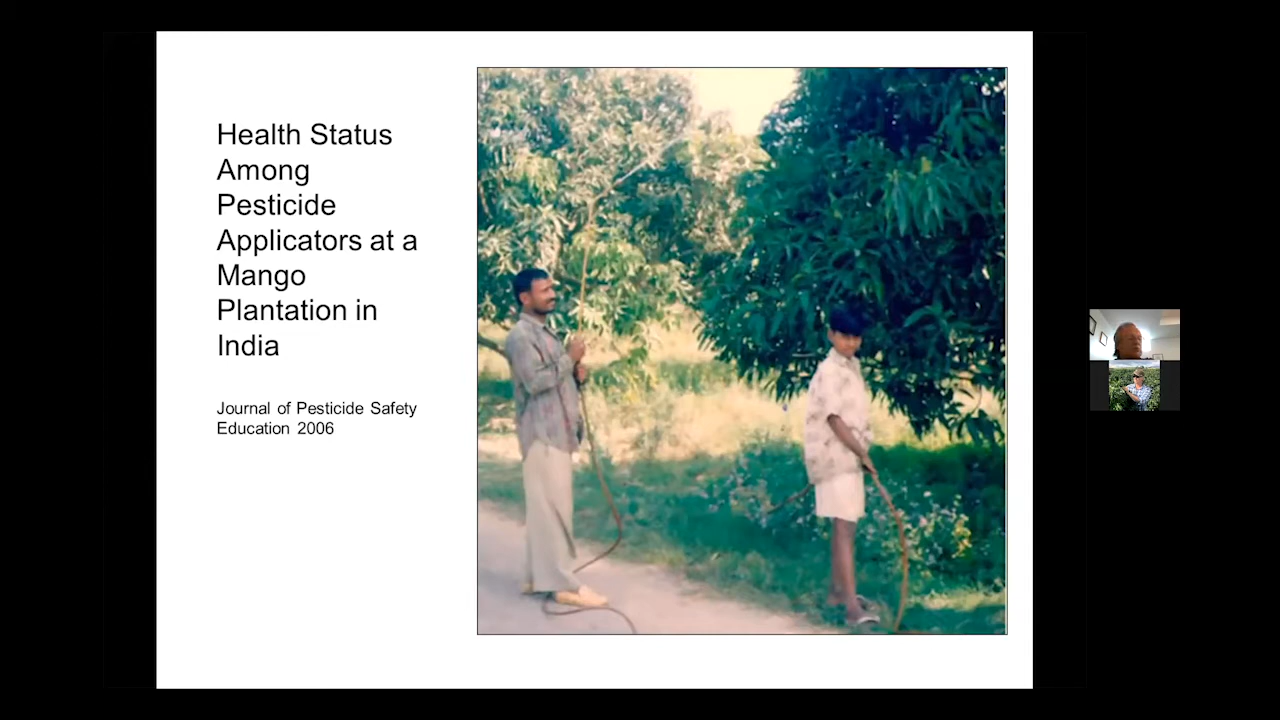 Health Status
Among
Pesticide
Applicators at a
Mango
Plantation in
India
Journal of Pesticide Safety
Education 2006